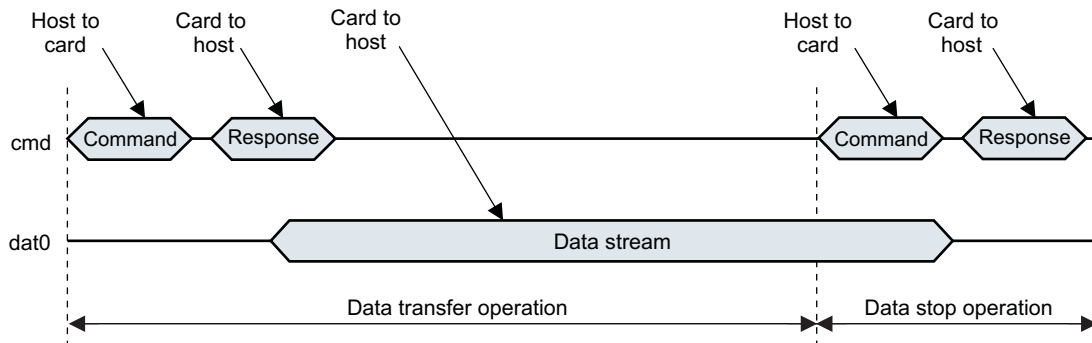 Host to
card
Card to
host
Card to
host
Host to
card
Card to
host
cmd
Command
Response
Command
Response
dat0
Data stream
Data transfer operation
Data stop operation